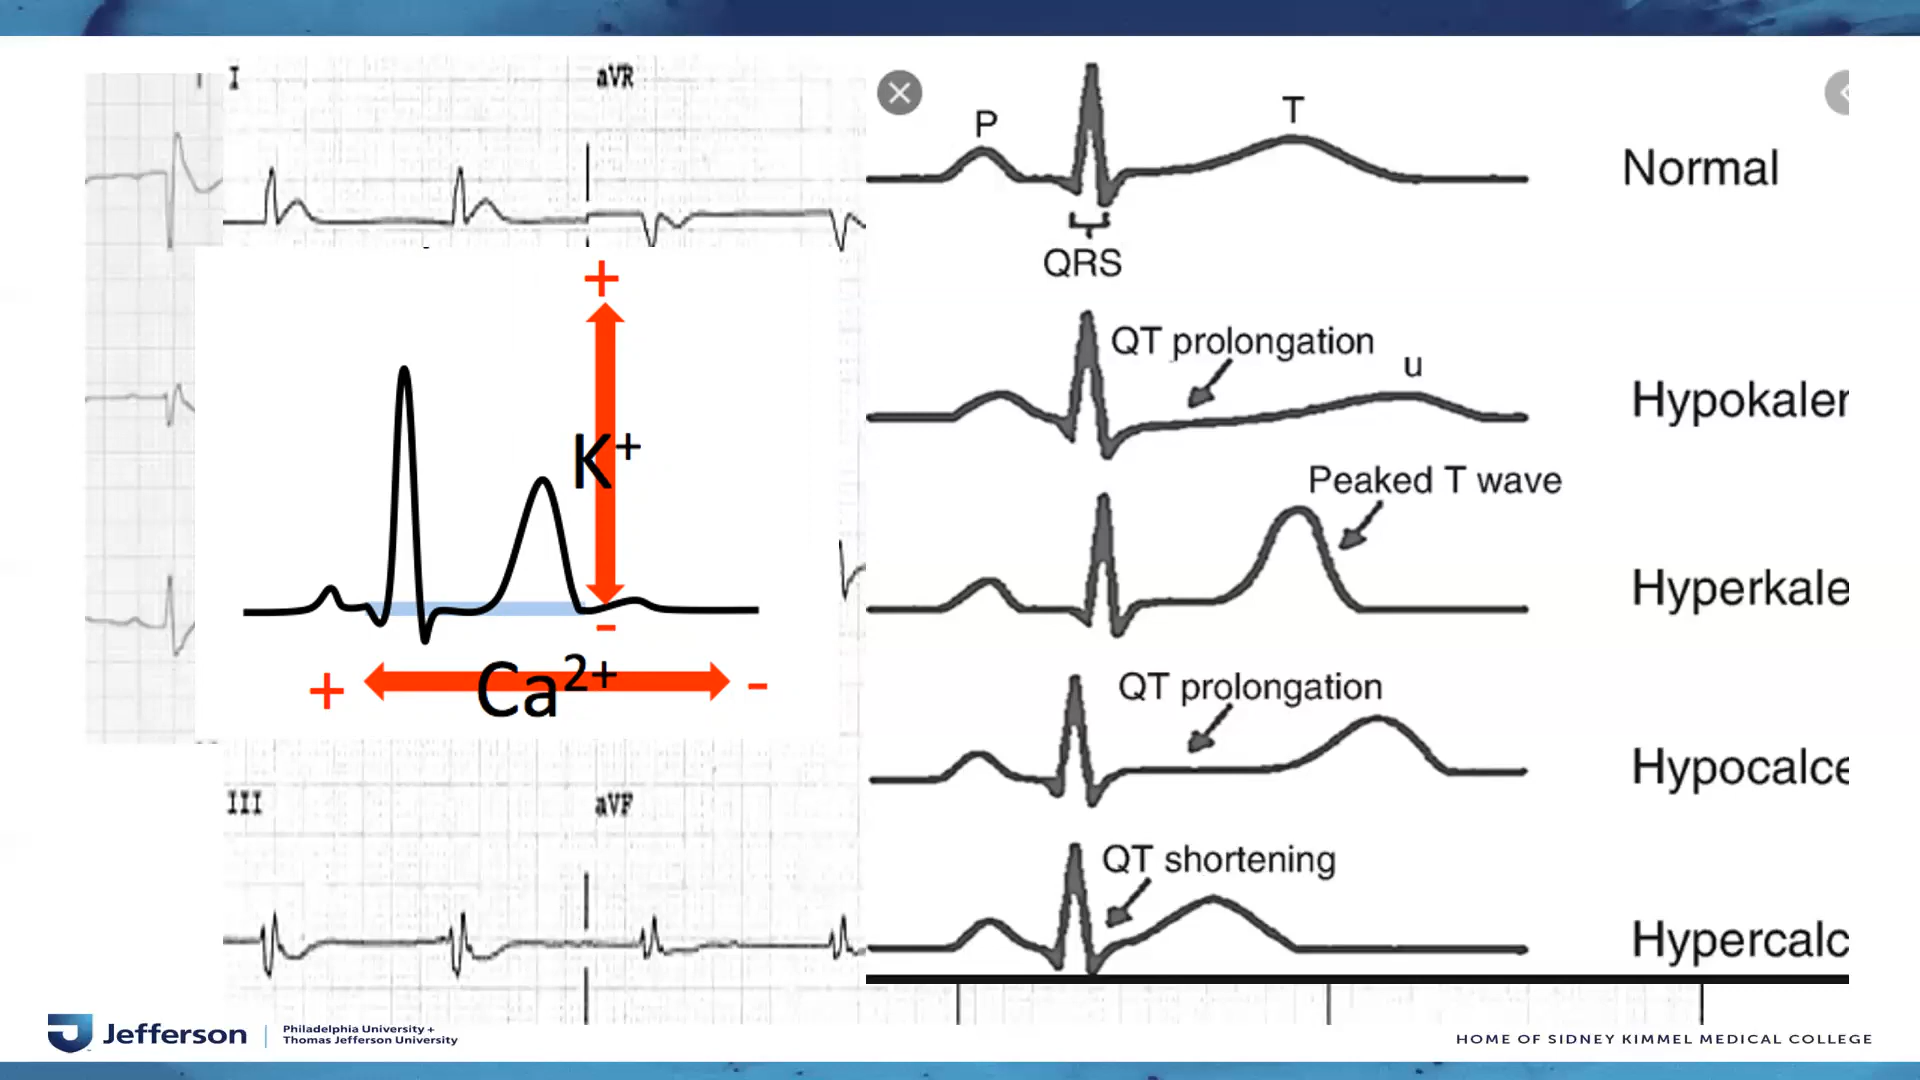 I
aVR
+
K+
-
+
Ca2+
-
III
aVF
P
T
Normal
QRS
QT prolongation
u
Hypokaler
Peaked T wave
Hyperkale
QT prolongation
Hypocalce
QT shortening
Hypercalc
Jefferson
Philadelphia University +
Thomas Jefferson University
HOME OF SIDNEY KIMMEL MEDICAL COLLEGE